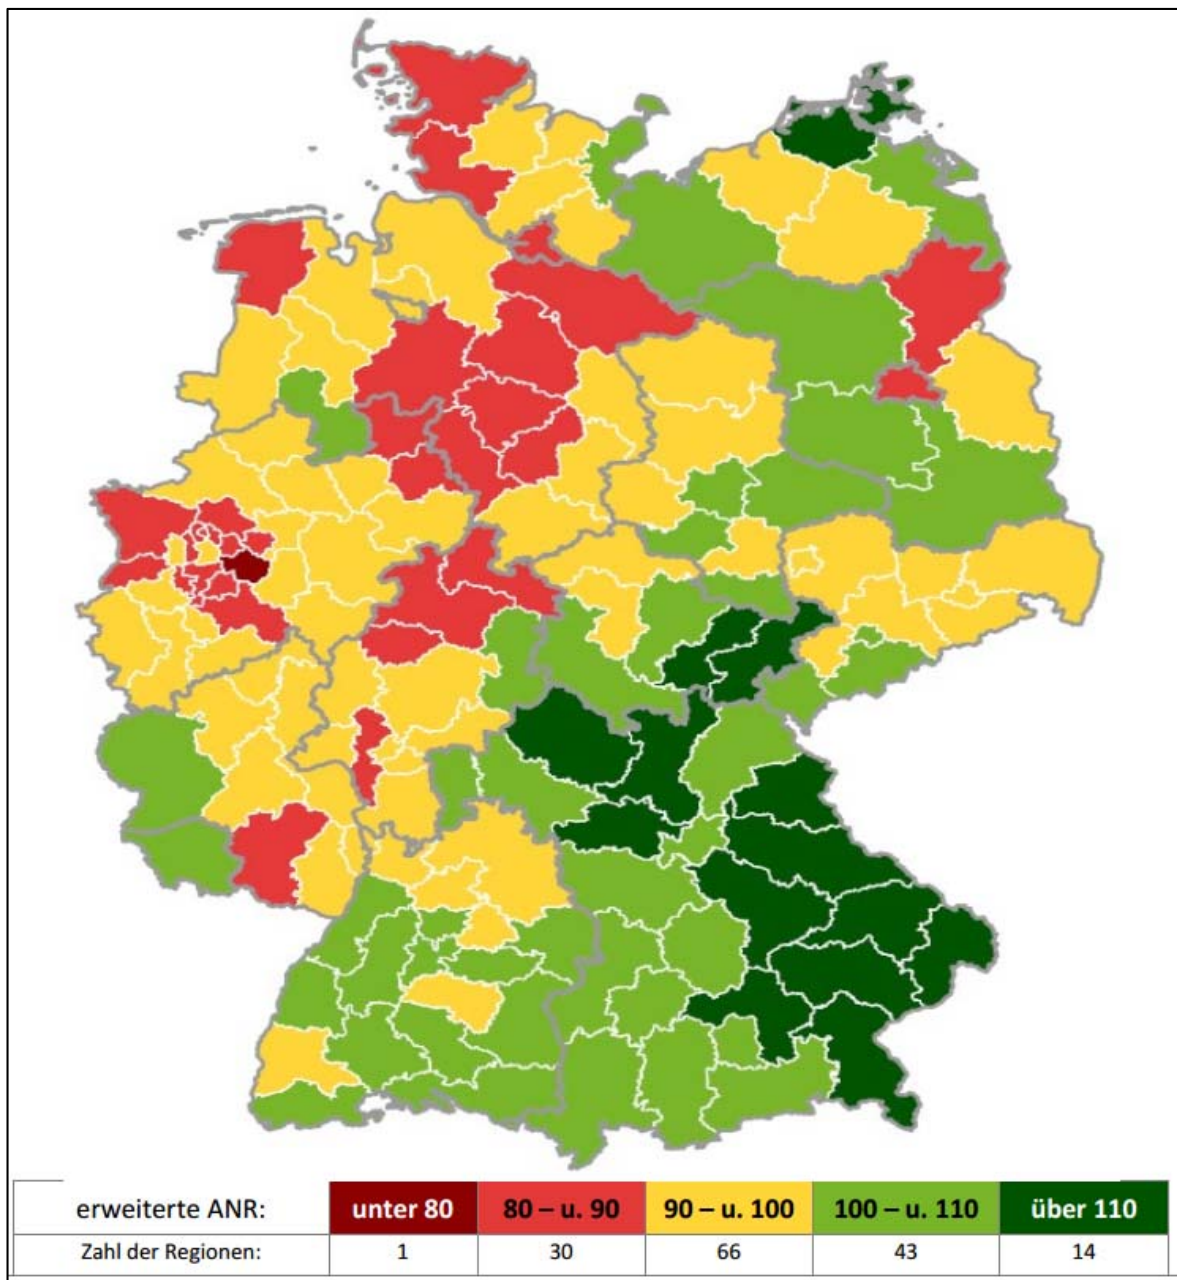 erweiterte ANR: unter 80 80 – u. 90 90 – u. 100 100 – u. 110 über 110
Zahl der Regionen: 1 30 66 43 14